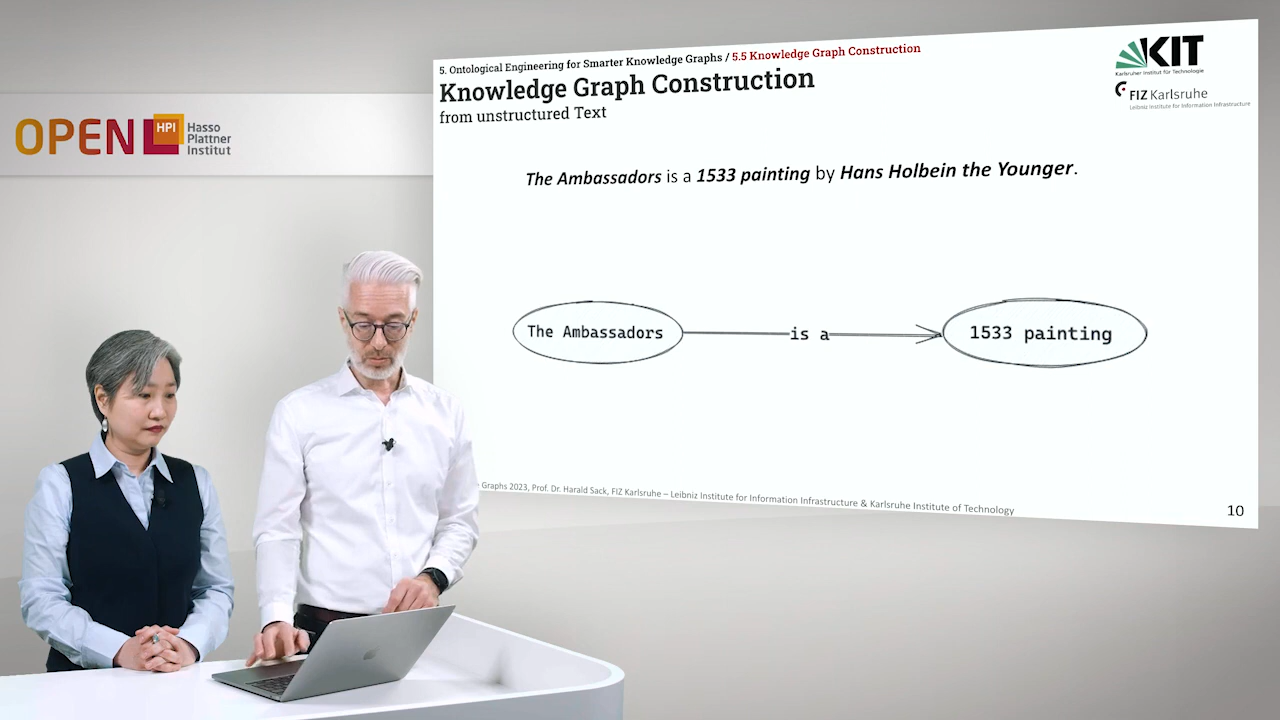 5. Ontological Engineering for Smarter Knowledge Graphs / 5.5 Knowledge Graph Construction
Knowledge Graph Construction
from unstructured Text
KIT
Karlsruher Institut für Technologie
FIZ Karlsruhe
Leibniz Institute for Information Infrastructure
OPEN HPI Hasso
Plattner
Institut
The Ambassadors is a 1533 painting by Hans Holbein the Younger.
The Ambassadors is a 1533 painting
Graphs 2023, Prof. Dr. Harald Sack, FIZ Karlsruhe – Leibniz Institute for Information Infrastructure & Karlsruhe Institute of Technology
10